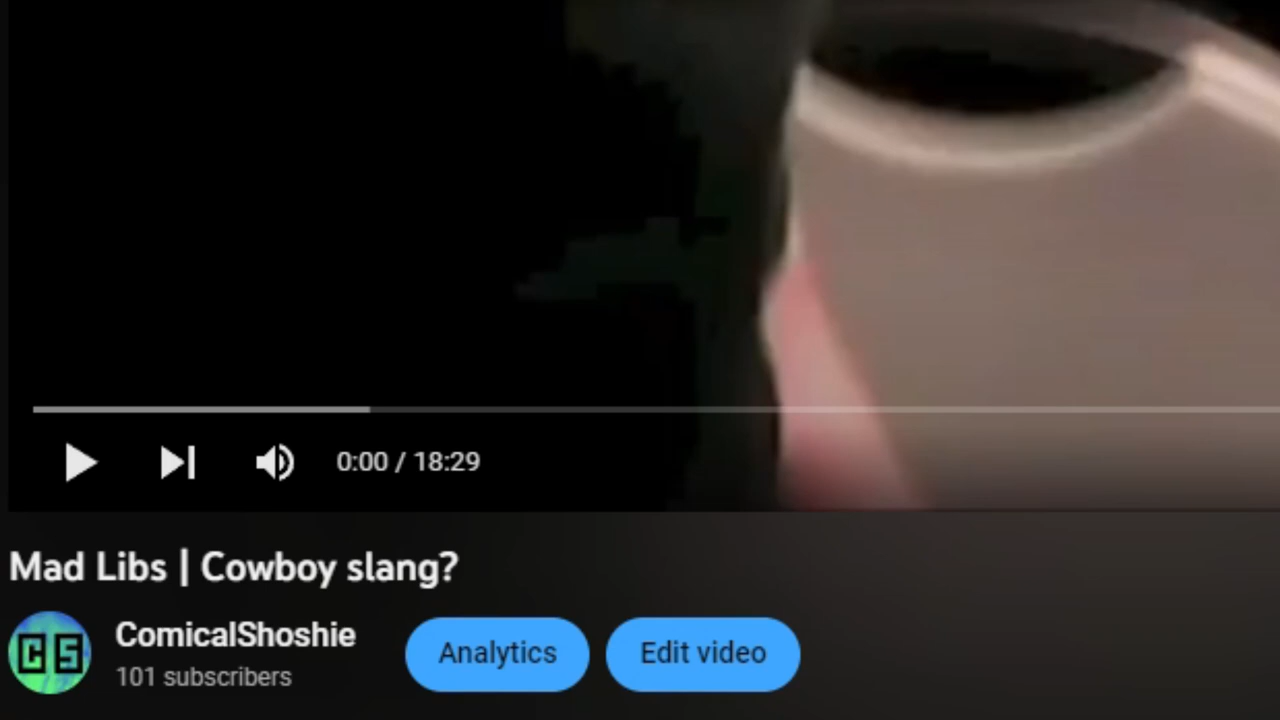 0:00 / 18:29
Mad Libs | Cowboy slang?
CS
ComicalShoshie
101 subscribers
Analytics
Edit video